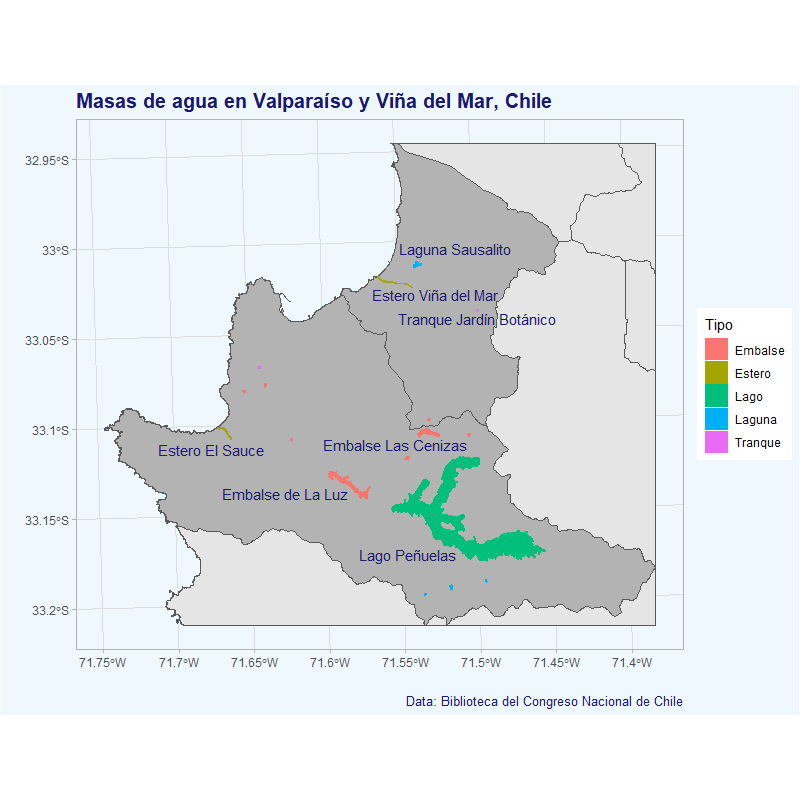 Masas de agua en Valparaíso y Viña del Mar, Chile
32.95°S
33°S
33.05°S
33.1°S
33.15°S
33.2°S
Laguna Sausalito
Estero Viña del Mar
Tranque Jardín Botánico
Embalse Las Cenizas
Estero El Sauce
Embalse de La Luz
Lago Peñuelas
71.75°W
71.7°W
71.65°W
71.6°W
71.55°W
71.5°W
71.45°W
71.4°W
Tipo
Embalse
Estero
Lago
Laguna
Tranque
Data: Biblioteca del Congreso Nacional de Chile